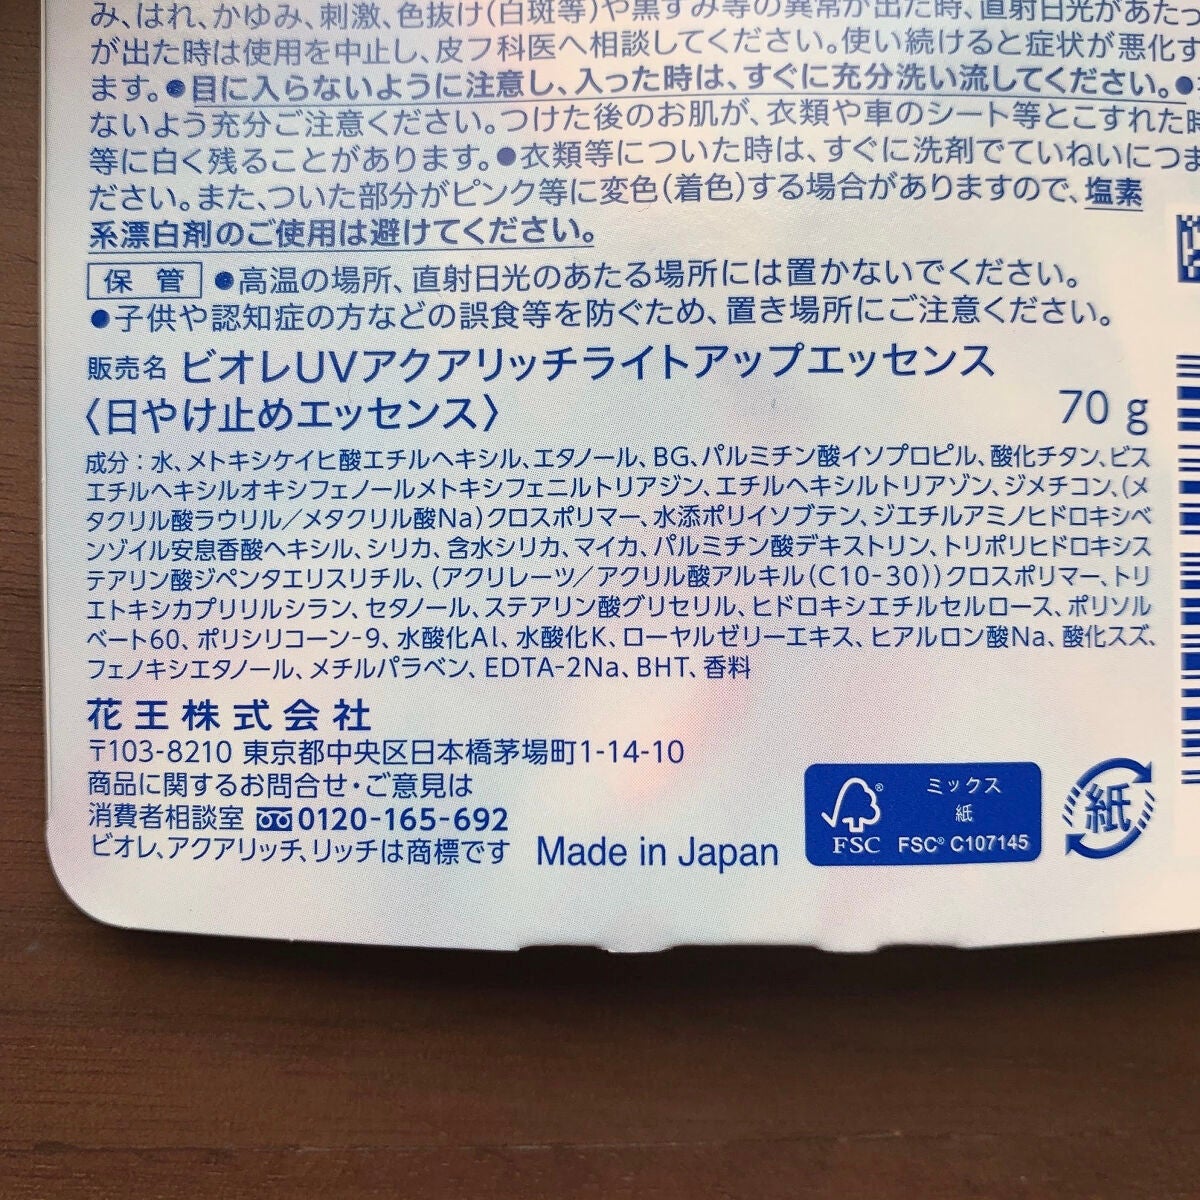 み、はれ、かゆみ、刺激、色抜け(白斑等)や黒ずみ等の異常が出た時、直射日光があたっ
が出た時は使用を中止し、皮フ科医へ相談してください。使い続けると症状が悪化す
ます。●目に入らないように注意し、入った時は、すぐに充分洗い流してください。●
ないよう充分ご注意ください。つけた後のお肌が、衣類や車のシート等とこすれた時
等に白く残ることがあります。●衣類等についた時は、すぐに洗剤でていねいにつま
ださい。また、ついた部分がピンク等に変色(着色)する場合がありますので、塩素
系漂白剤のご使用は避けてください。
保 管 ●高温の場所、直射日光のあたる場所には置かないでください。
●子供や認知症の方などの誤食等を防ぐため、置き場所にご注意ください。
販売名 ビオレUVアクアリッチライトアップエッセンス
〈日やけ止めエッセンス〉 70 g
成分：水、メトキシケイヒ酸エチルヘキシル、エタノール、BG、パルミチン酸イソプロピル、酸化チタン、ビス
エチルヘキシルオキシフェノールメトキシフェニルトリアジン、エチルヘキシルトリアゾン、ジメチコン、(メ
タクリル酸ラウリル／メタクリル酸Na)クロスポリマー、水添ポリイソブテン、ジエチルアミノヒドロキシベ
ンゾイル安息香酸ヘキシル、シリカ、含水シリカ、マイカ、パルミチン酸デキストリン、トリポリヒドロキシス
テアリン酸ジペンタエリスリチル、(アクリレーツ／アクリル酸アルキル(C10-30))クロスポリマー、トリ
エトキシカプリリルシラン、セタノール、ステアリン酸グリセリル、ヒドロキシエチルセルロース、ポリソル
ベート60、ポリシリコーン-9、水酸化Al、水酸化K、ローヤルゼリーエキス、ヒアルロン酸Na、酸化スズ、
フェノキシエタノール、メチルパラベン、EDTA-2Na、BHT、香料
花王株式会社
〒103-8210 東京都中央区日本橋茅場町1-14-10
商品に関するお問合せ・ご意見は
消費者相談室 0120-165-692
ビオレ、アクアリッチ、リッチは商標です Made in Japan
FSC
ミックス
紙
FSC® C107145
紙